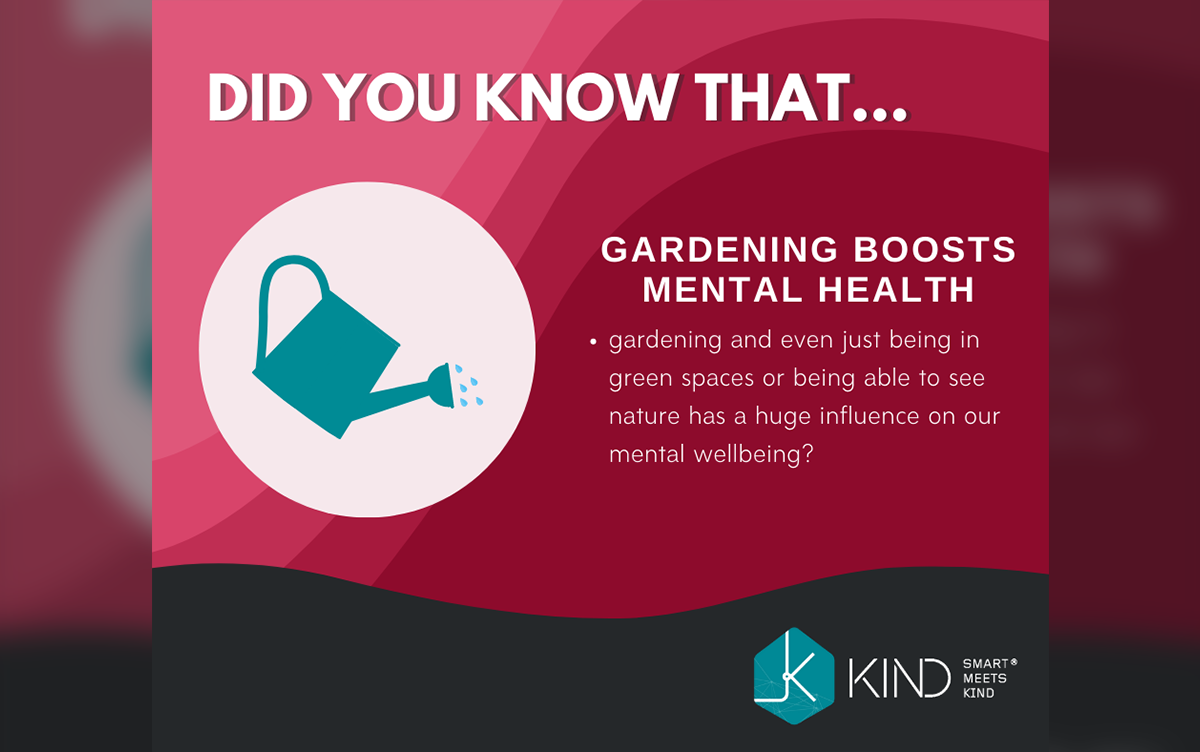 DID YOU KNOW THAT...
GARDENING BOOSTS
MENTAL HEALTH
• gardening and even just being in
green spaces or being able to see
nature has a huge influence on our
mental wellbeing?
K KIND
SMART®
MEETS
KIND